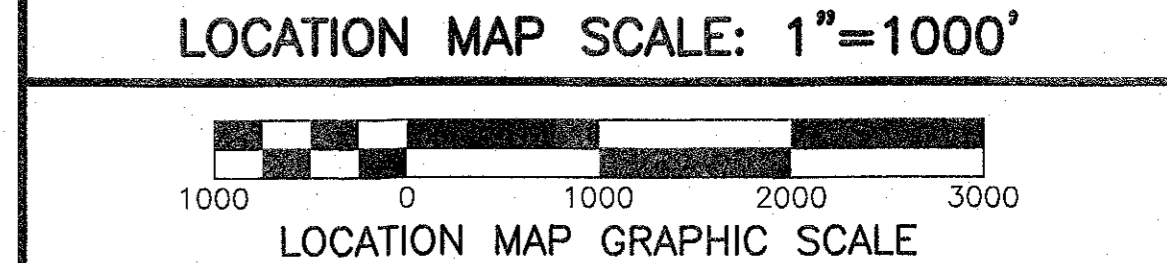 LOCATION MAP SCALE: 1"=1000'
1000 0 1000 2000 3000
LOCATION MAP GRAPHIC SCALE